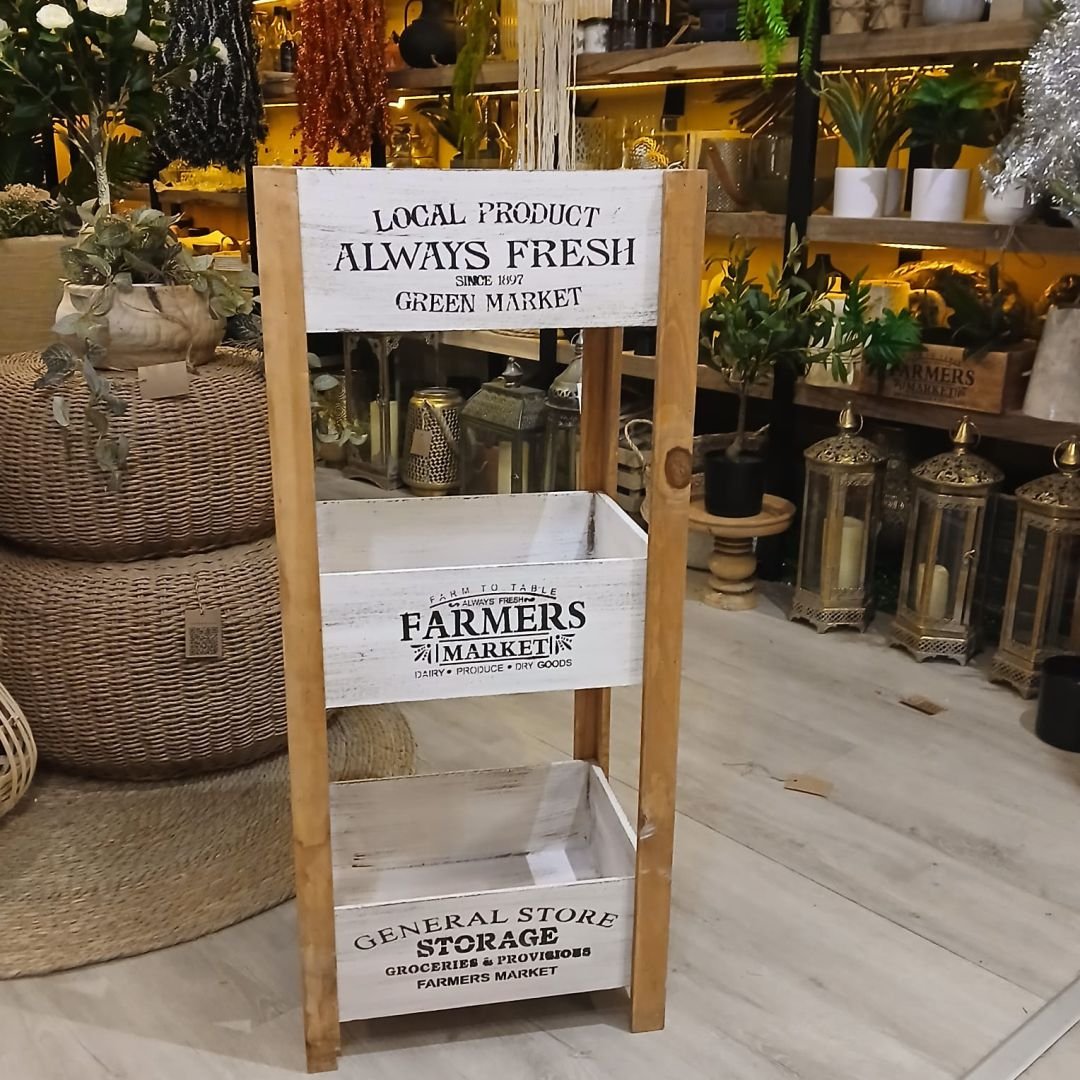 LOCAL PRODUCT
ALWAYS FRESH
SINCE 1897
GREEN MARKET
FARM TO TABLE
ALWAYS FRESH
FARMERS
MARKET
DAIRY • PRODUCE • DRY GOODS
GENERAL STORE
STORAGE
GROCERIES & PROVISIONS
FARMERS MARKET
FARMERS
MARKET